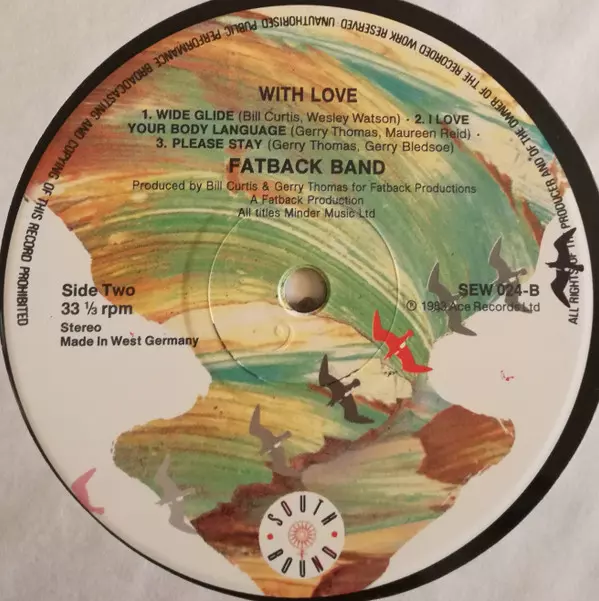 ALL RIGHTS OF THE PRODUCER AND OF THE OWNER OF THE RECORDED WORK RESERVED UNAUTHORISED PUBLIC PERFORMANCE BROADCASTING AND COPYING OF THIS RECORD PROHIBITED
WITH LOVE
1. WIDE GLIDE (Bill Curtis, Wesley Watson) · 2. I LOVE
YOUR BODY LANGUAGE (Gerry Thomas, Maureen Reid) ·
3. PLEASE STAY (Gerry Thomas, Gerry Bledsoe)
FATBACK BAND
Produced by Bill Curtis & Gerry Thomas for Fatback Productions
A Fatback Production
All titles Minder Music Ltd
Side Two
33 ⅓ rpm
Stereo
Made In West Germany
SEW 024-B
℗ 1983 Ace Records Ltd
SOUTH
BOUND